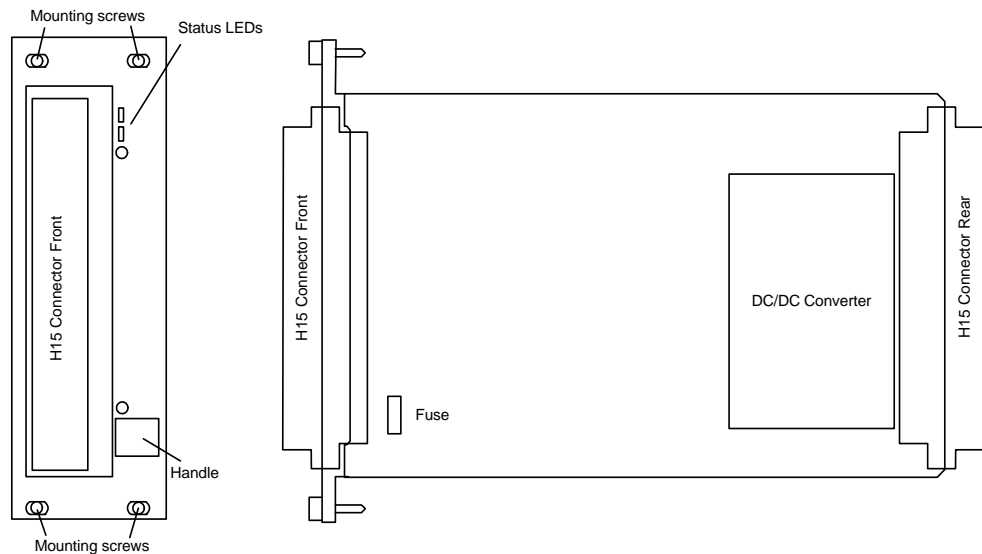 Mounting screws
Status LEDs
H15 Connector Front
Handle
Mounting screws
H15 Connector Front
Fuse
DC/DC Converter
H15 Connector Rear